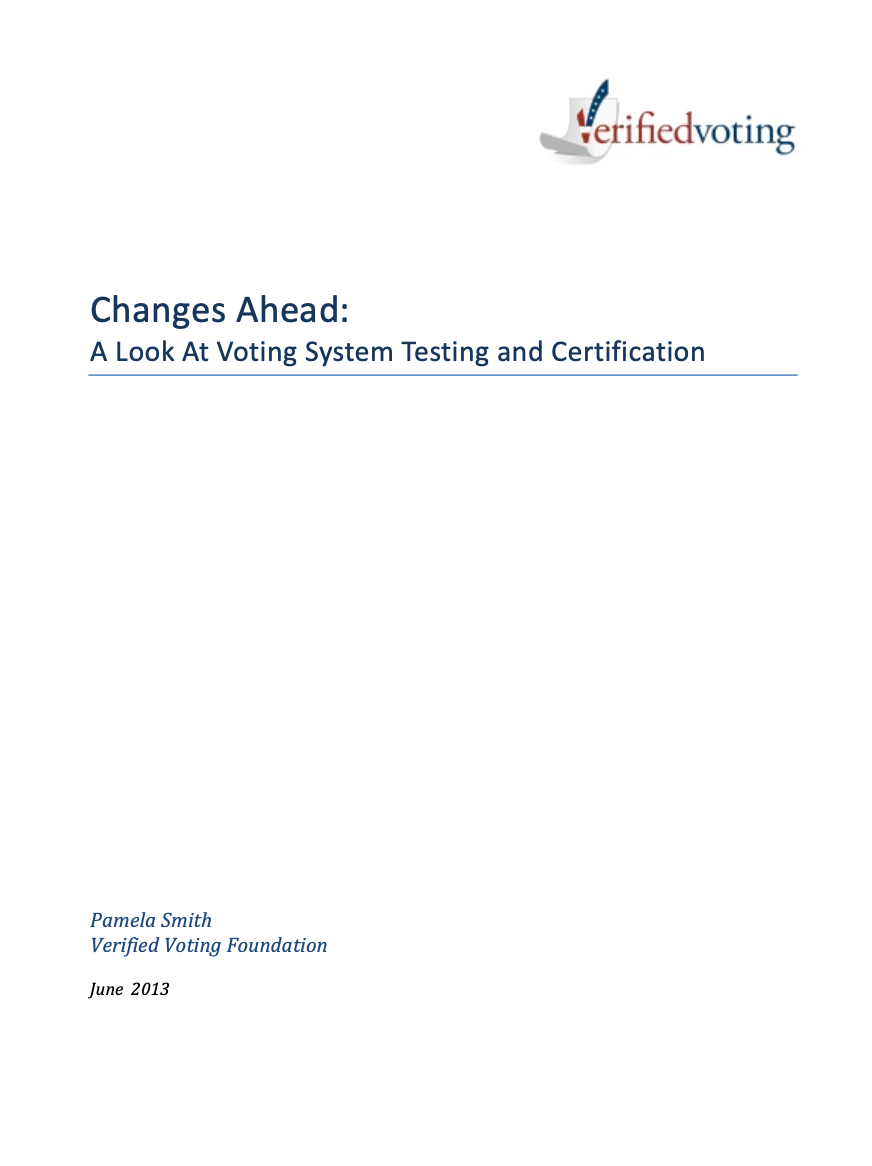 Verifiedvoting
Changes Ahead:
A Look At Voting System Testing and Certification
Pamela Smith
Verified Voting Foundation
June 2013